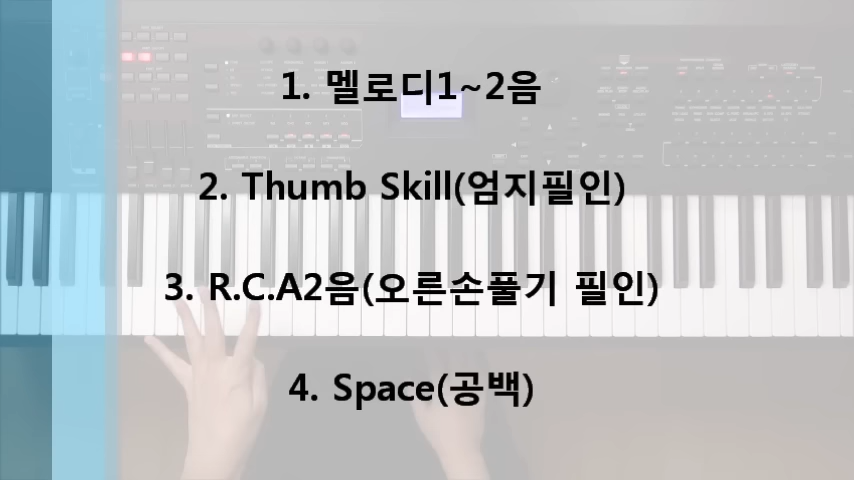 1. 멜로디1~2음
2. Thumb Skill(엄지필인)
3. R.C.A2음(오른손풀기 필인)
4. Space(공백)